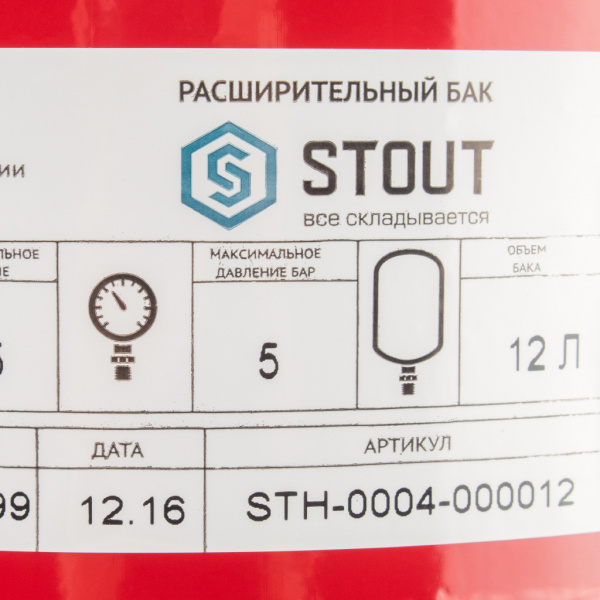 РАСШИРИТЕЛЬНЫЙ БАК
STOUT
все складывается
МАКСИМАЛЬНОЕ
ДАВЛЕНИЕ БАР
ОБЪЕМ
БАКА
5
12 Л
ДАТА
АРТИКУЛ
99
12.16
STH-0004-000012